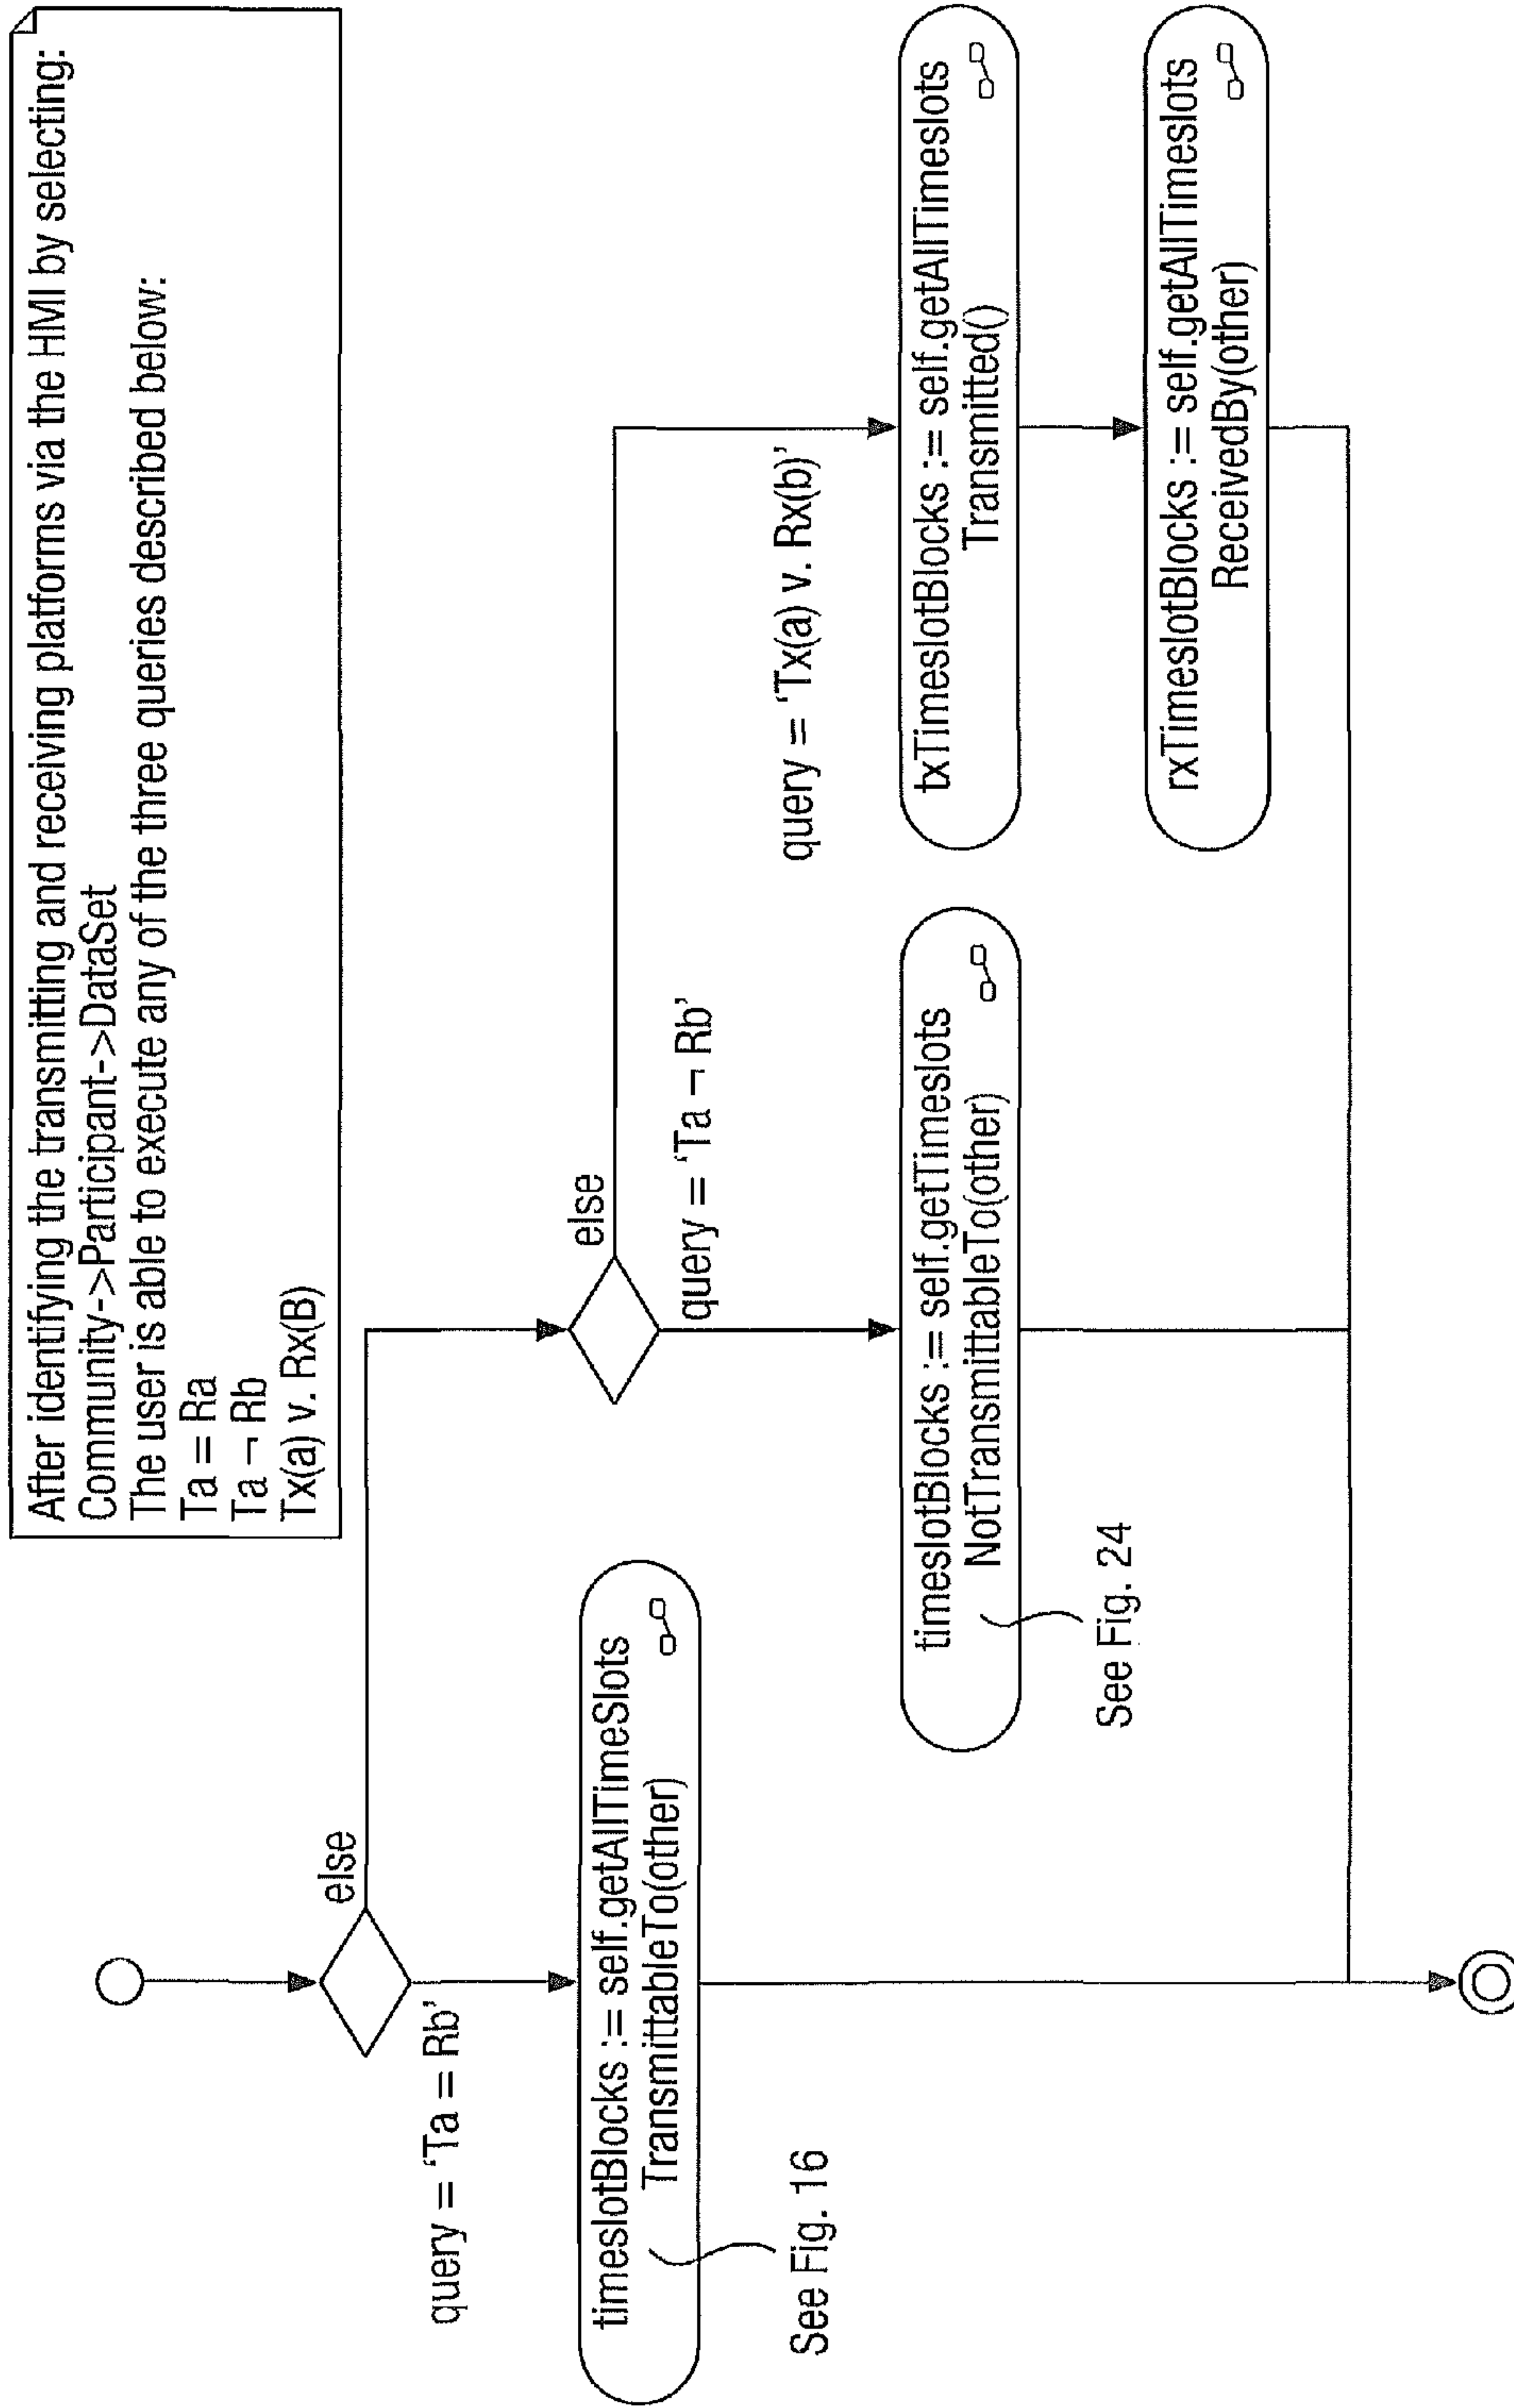 After identifying the transmitting and receiving platforms via the HMI by selecting:
Community->Participant->DataSet
The user is able to execute any of the three queries described below:
Ta = Ra
Ta ¬ Rb
Tx(a) v. Rx(B)
else
query = ‘Ta = Rb’
timeslotBlocks := self.getAllTimeSlots
TransmittableTo(other)
See Fig. 16
else
query = ‘Ta ¬ Rb’
timeslotBlocks := self.getTimeslots
NotTransmittableTo(other)
See Fig. 24
query = ‘Tx(a) v. Rx(b)’
txTimeslotBlocks := self.getAllTimeslots
Transmitted()
rxTimeslotBlocks := self.getAllTimeslots
ReceivedBy(other)